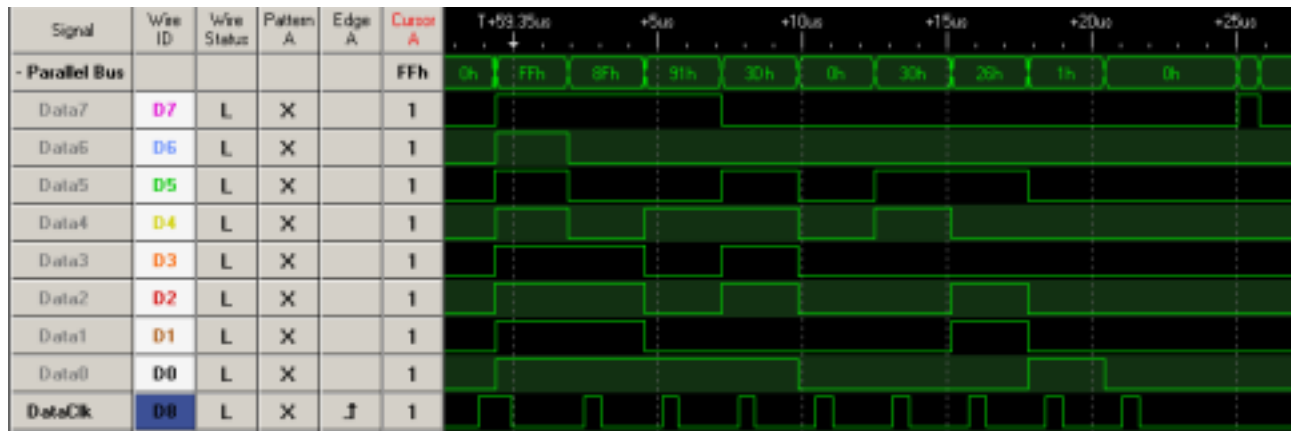 Signal Wire ID Wire Status Pattern A Edge A Cursor A T+59.35us +5us +10us +15us +20us +25us
- Parallel Bus FFh 0h FFh 8Fh 91h 3Dh 0h 30h 26h 1h 0h
Data7 D7 L X 1
Data6 D6 L X 1
Data5 D5 L X 1
Data4 D4 L X 1
Data3 D3 L X 1
Data2 D2 L X 1
Data1 D1 L X 1
Data0 D0 L X 1
DataClk D8 L X 1